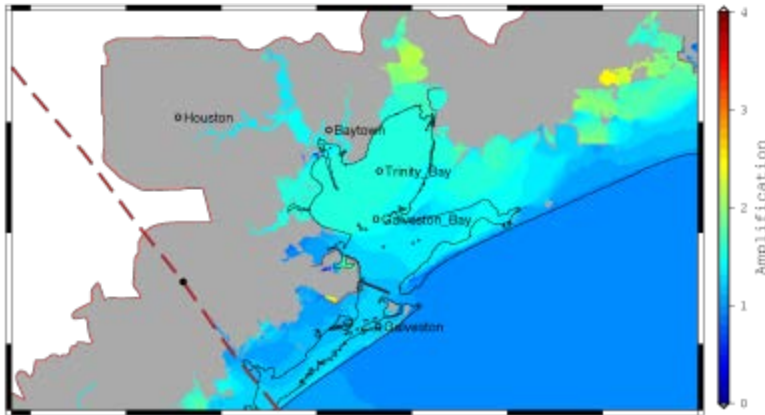 4
Houston
Baytown
3
Trinity_Bay
Amplification
2
Galveston_Bay
1
Galveston
0